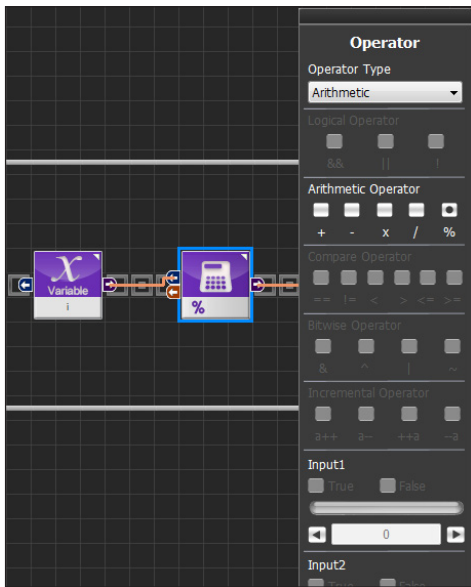 Operator
Operator Type
Arithmetic
Logical Operator
&& || !
Arithmetic Operator
+ - x / %
Compare Operator
== != < > <= >=
Bitwise Operator
& ^ | ~
Incremental Operator
a++ a-- ++a --a
Input1
True False
0
Input2
True False
X
Variable
i
%